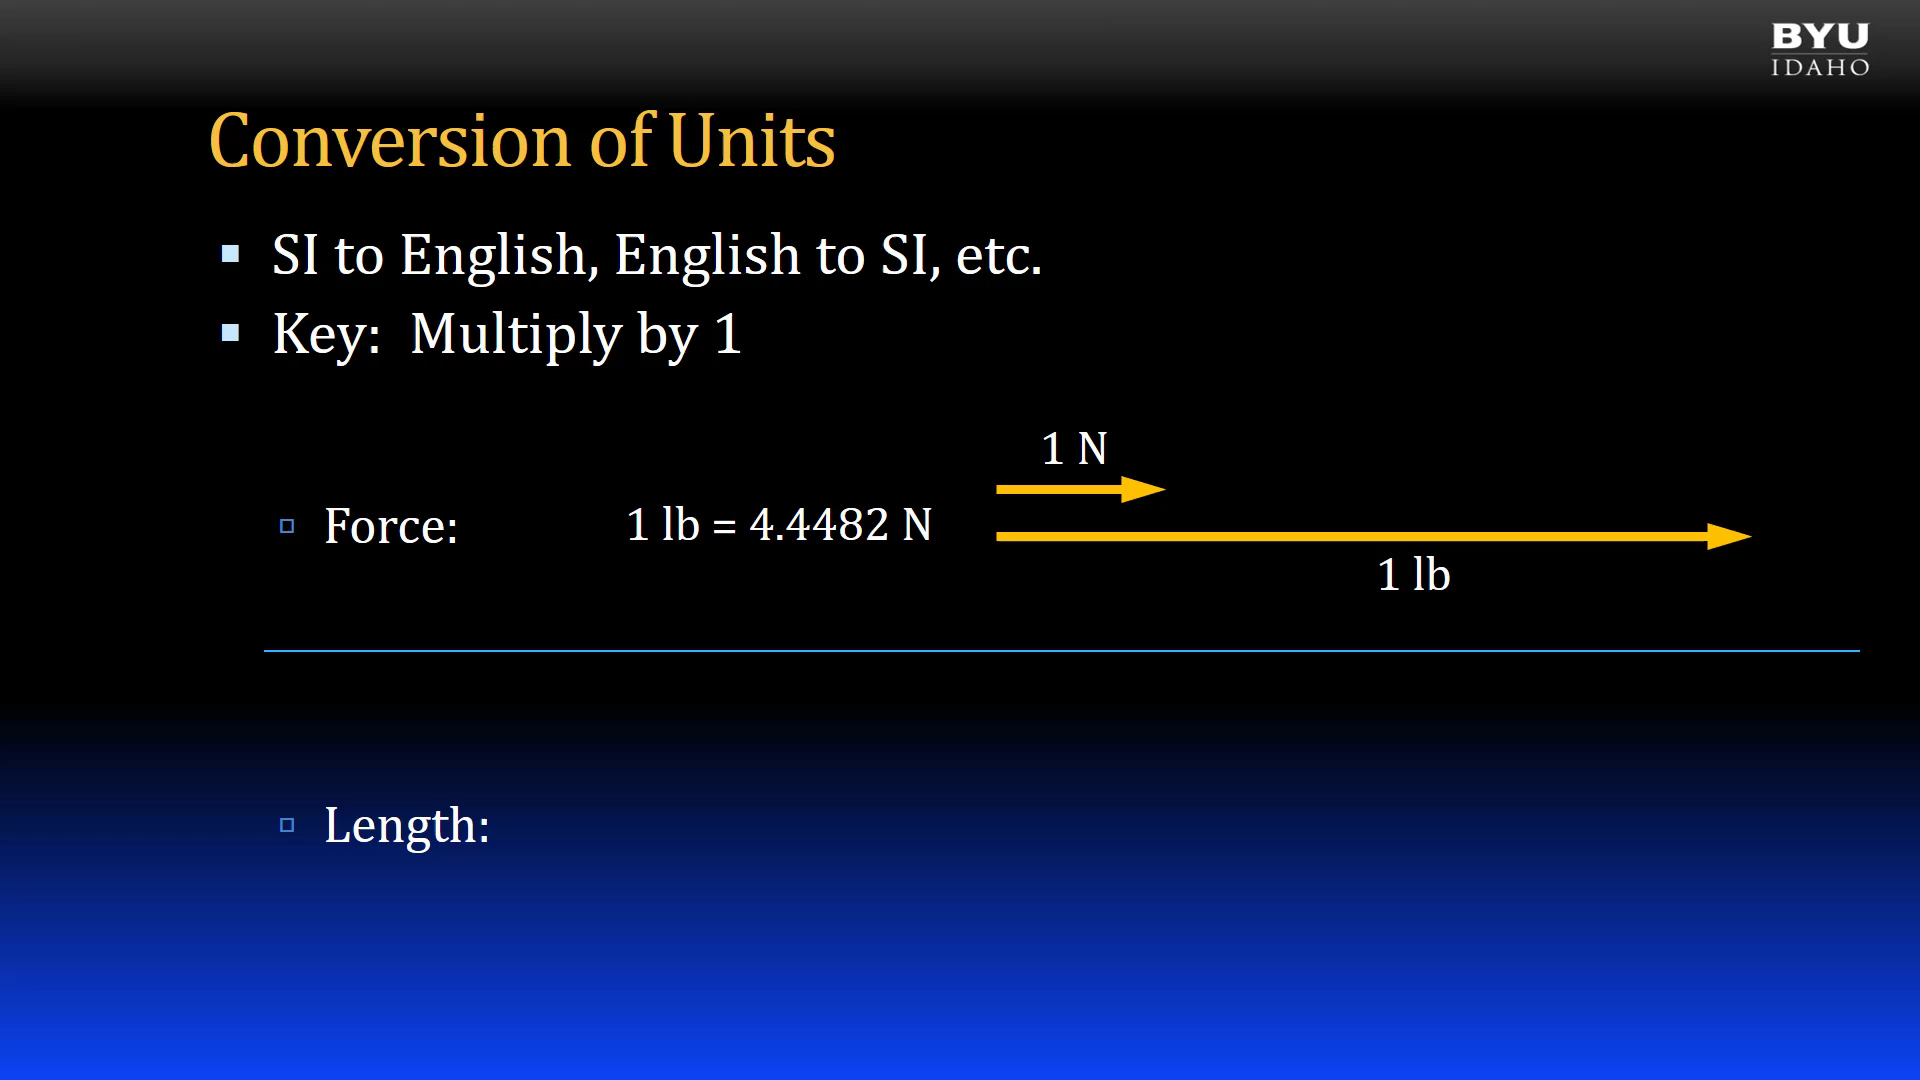 BYU
IDAHO
Conversion of Units
SI to English, English to SI, etc.
Key: Multiply by 1
1 N
Force: 1 lb = 4.4482 N
1 lb
Length: